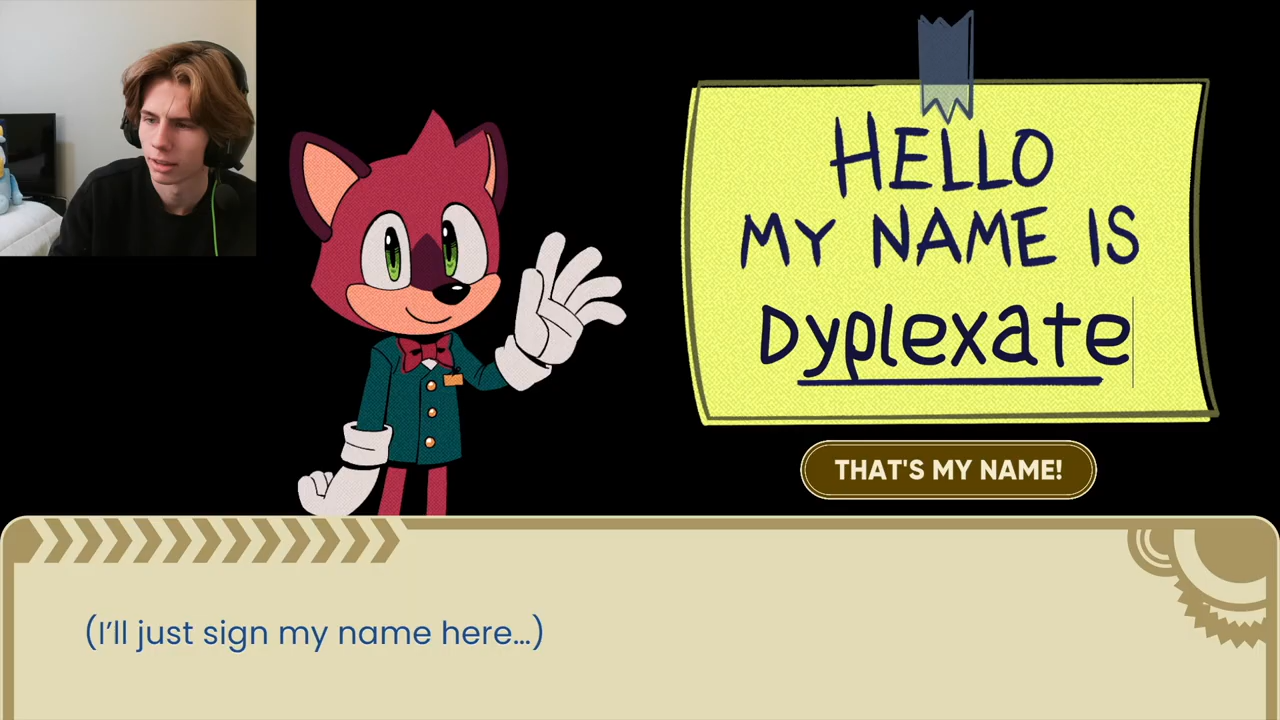 HELLO
MY NAME IS
Dyplexate
THAT'S MY NAME!
(I'll just sign my name here...)